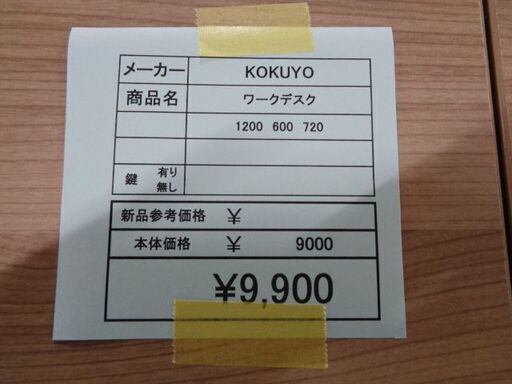 メーカー KOKUYO
商品名 ワークデスク
1200 600 720
鍵 有り
無し
新品参考価格 ¥
本体価格 ¥ 9000
¥9,900